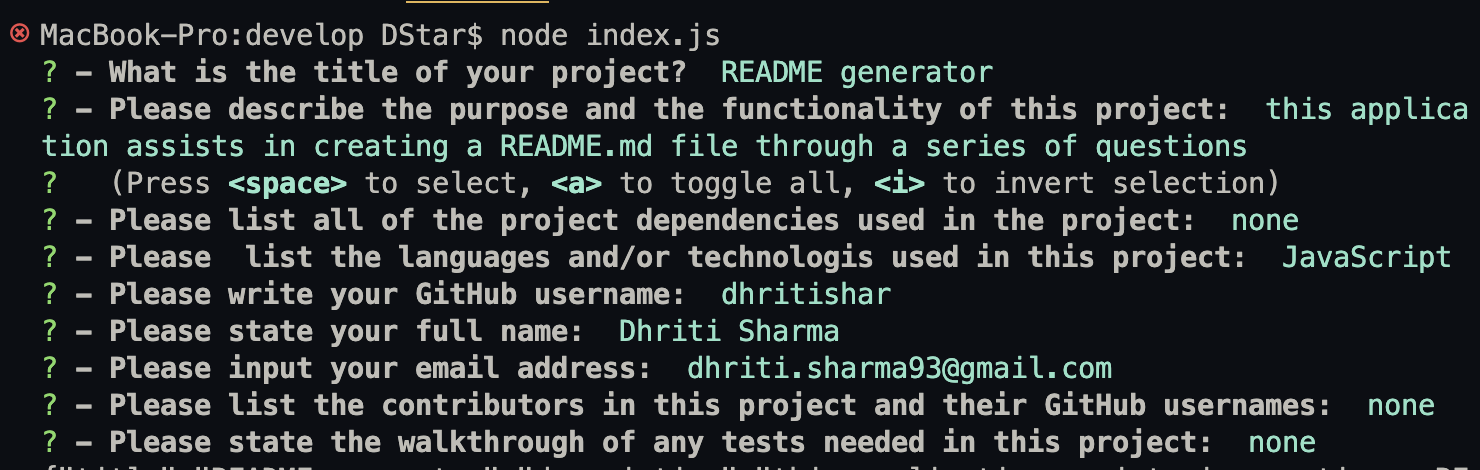 MacBook-Pro:develop DStar$ node index.js
? - What is the title of your project?  README generator
? - Please describe the purpose and the functionality of this project:  this applica
tion assists in creating a README.md file through a series of questions
?   (Press <space> to select, <a> to toggle all, <i> to invert selection)
? - Please list all of the project dependencies used in the project:  none
? - Please  list the languages and/or technologis used in this project:  JavaScript
? - Please write your GitHub username:  dhritishar
? - Please state your full name:  Dhriti Sharma
? - Please input your email address:  dhriti.sharma93@gmail.com
? - Please list the contributors in this project and their GitHub usernames:  none
? - Please state the walkthrough of any tests needed in this project:  none